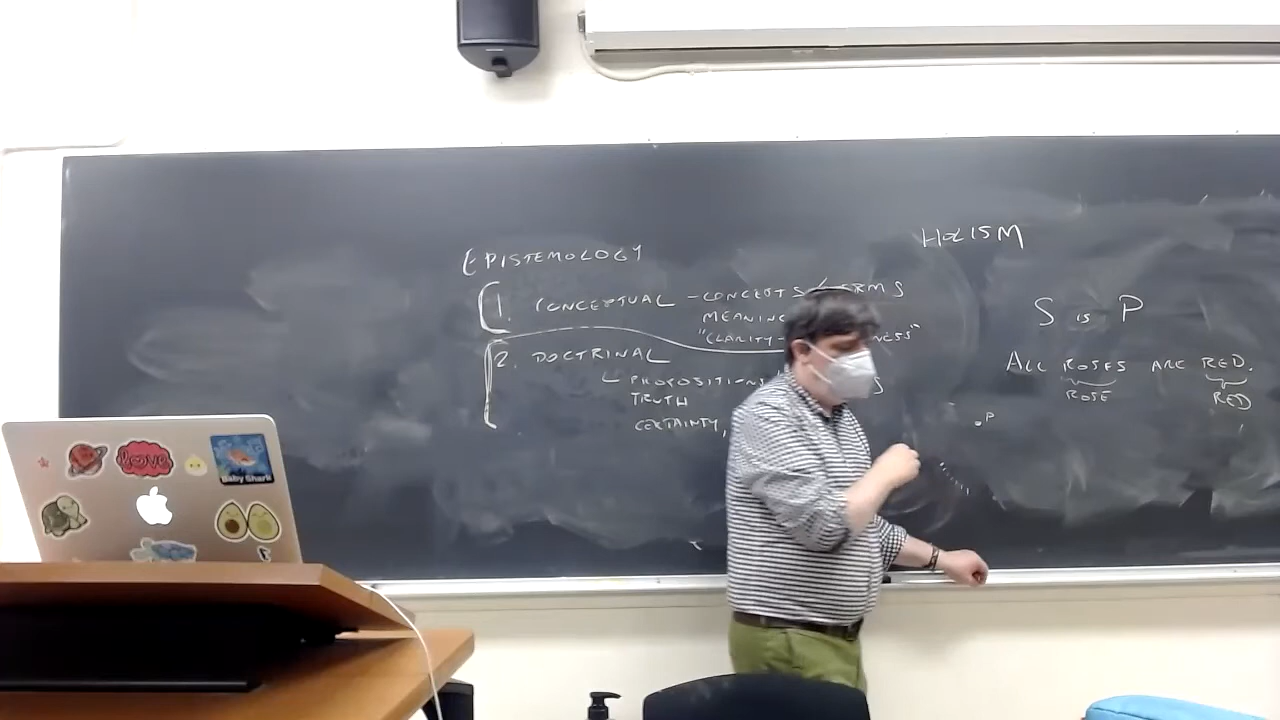 EPISTEMOLOGY
1. CONCEPTUAL - CONCEPTS / TERMS
MEANING
"CLARITY-
2. DOCTRINAL
PROPOSITIONS
TRUTH
CERTAINTY,
HOLISM
S is P
ALL ROSES ARE RED.
ROSE RED
P
love
Baby Shark